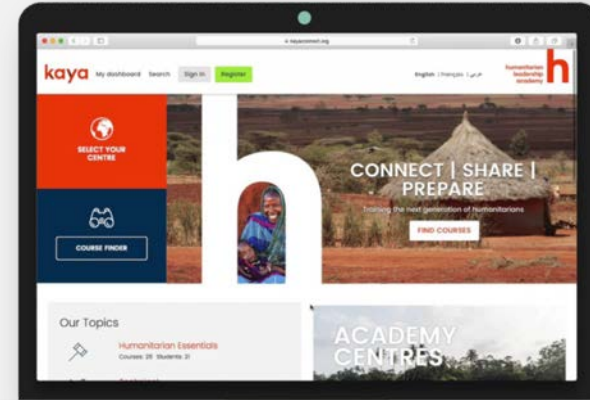 kayaconnect.org
kaya My dashboard Search Sign in Register
English | Français | عربي
humanitarian
leadership
academy
h
SELECT YOUR
CENTRE
COURSE FINDER
h
CONNECT | SHARE |
PREPARE
Training the next generation of humanitarians
FIND COURSES
Our Topics
Humanitarian Essentials
Courses: 26 Students: 21
ACADEMY
CENTRES